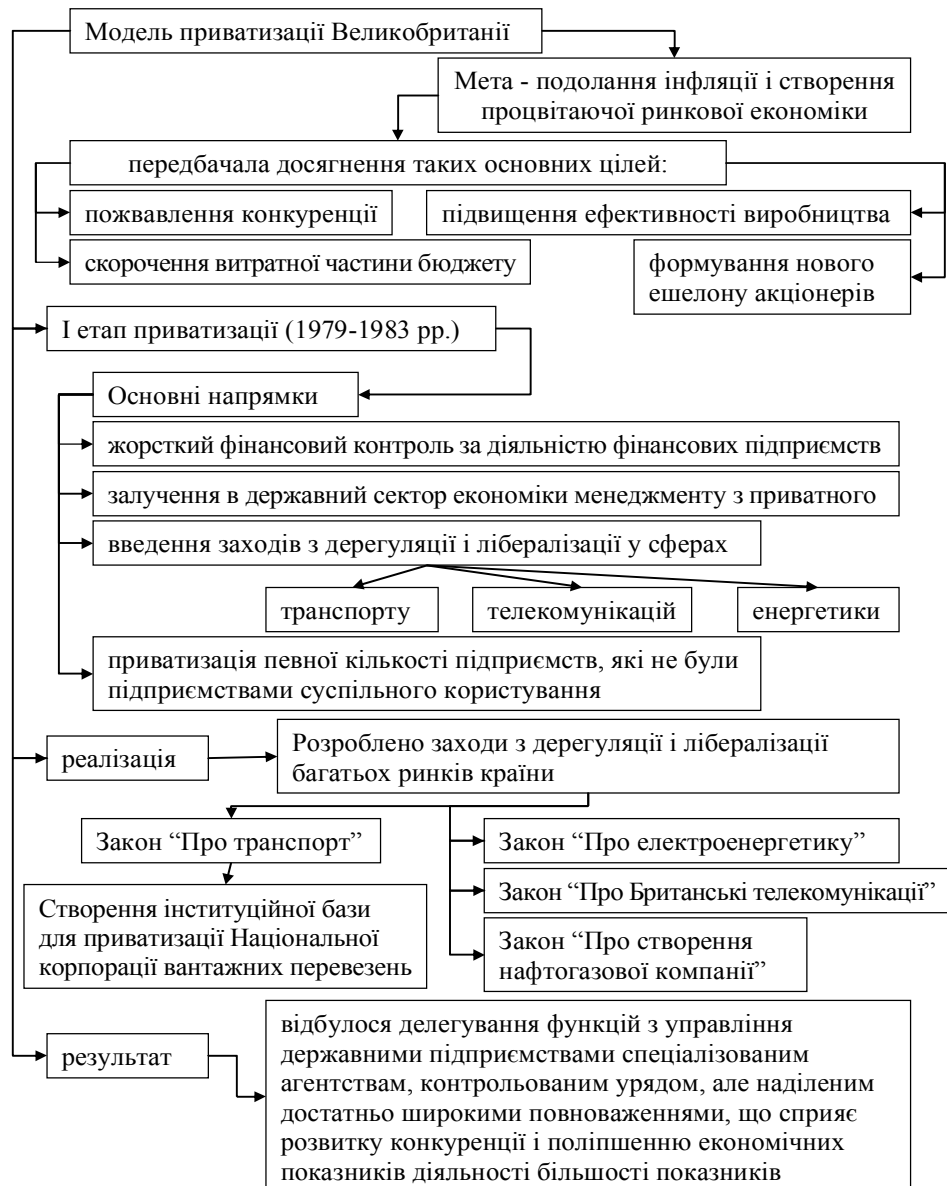 Модель приватизації Великобританії
Мета - подолання інфляції і створення
процвітаючої ринкової економіки
передбачала досягнення таких основних цілей:
пожвавлення конкуренції
підвищення ефективності виробництва
скорочення витратної частини бюджету
формування нового
ешелону акціонерів
І етап приватизації (1979-1983 рр.)
Основні напрямки
жорсткий фінансовий контроль за діяльністю фінансових підприємств
залучення в державний сектор економіки менеджменту з приватного
введення заходів з дерегуляції і лібералізації у сферах
транспорту
телекомунікацій
енергетики
приватизація певної кількості підприємств, які не були
підприємствами суспільного користування
реалізація
Розроблено заходи з дерегуляції і лібералізації
багатьох ринків країни
Закон “Про транспорт”
Закон “Про електроенергетику”
Закон “Про Британські телекомунікації”
Створення інституційної бази
для приватизації Національної
корпорації вантажних перевезень
Закон “Про створення
нафтогазової компанії”
результат
відбулося делегування функцій з управління
державними підприємствами спеціалізованим
агентствам, контрольованим урядом, але наділеним
достатньо широкими повноваженнями, що сприяє
розвитку конкуренції і поліпшенню економічних
показників діяльності більшості показників